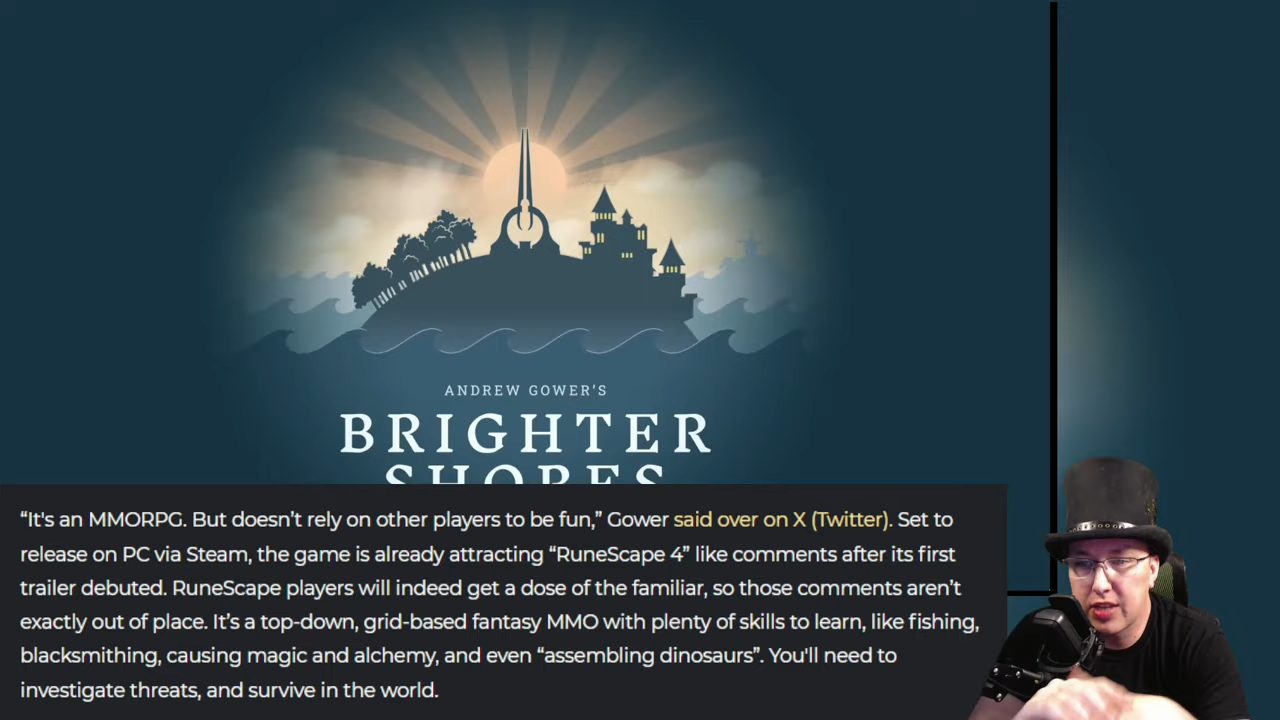 ANDREW GOWER'S
BRIGHTER
SHORES
“It's an MMORPG. But doesn’t rely on other players to be fun,” Gower said over on X (Twitter). Set to
release on PC via Steam, the game is already attracting “RuneScape 4” like comments after its first
trailer debuted. RuneScape players will indeed get a dose of the familiar, so those comments aren’t
exactly out of place. It’s a top-down, grid-based fantasy MMO with plenty of skills to learn, like fishing,
blacksmithing, causing magic and alchemy, and even “assembling dinosaurs”. You'll need to
investigate threats, and survive in the world.